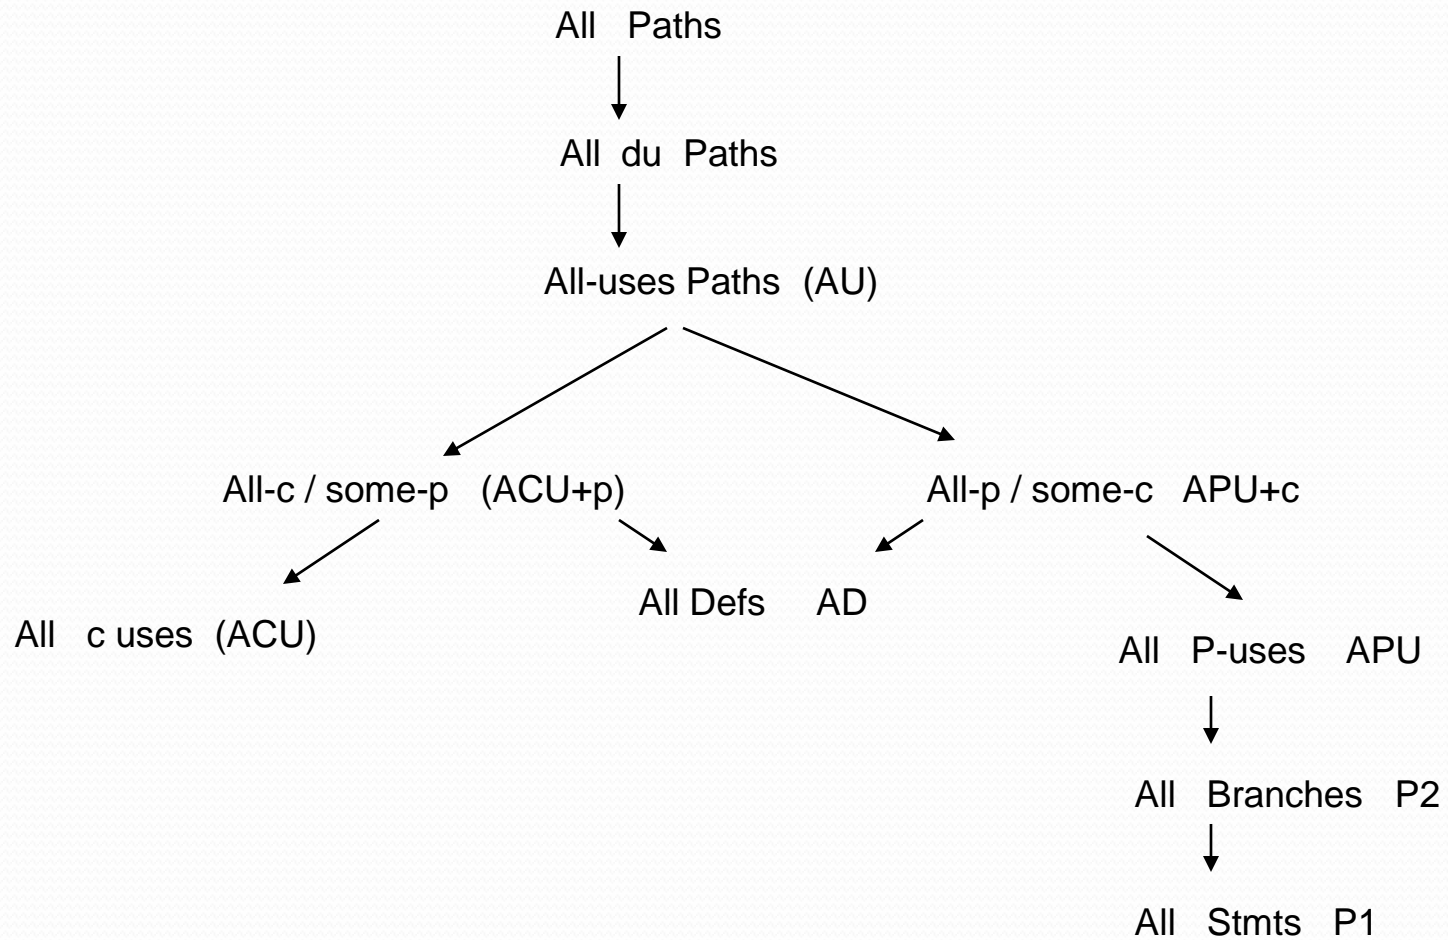 All Paths
All du Paths
All-uses Paths (AU)
All-c / some-p (ACU+p)
All-p / some-c APU+c
All Defs AD
All c uses (ACU)
All P-uses APU
All Branches P2
All Stmts P1